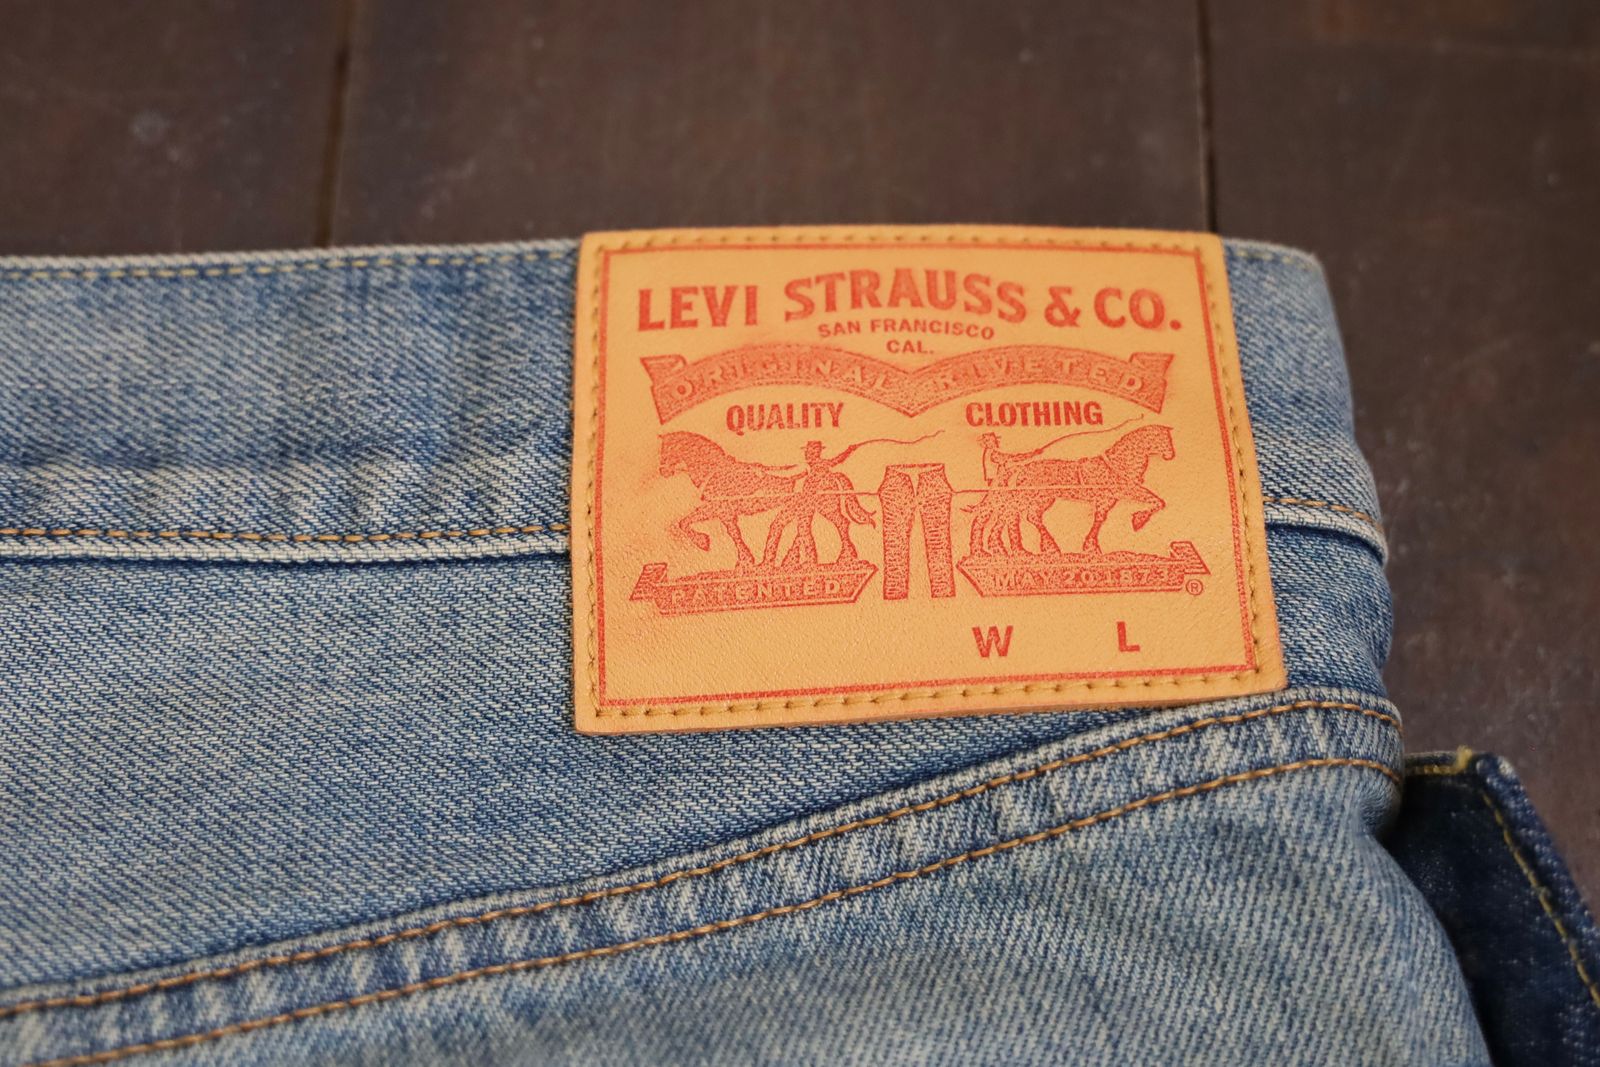 LEVI STRAUSS & CO.
SAN FRANCISCO
CAL.
ORIGINAL RIVETED
QUALITY CLOTHING
PATENTED MAY 20 1873 ®
W L